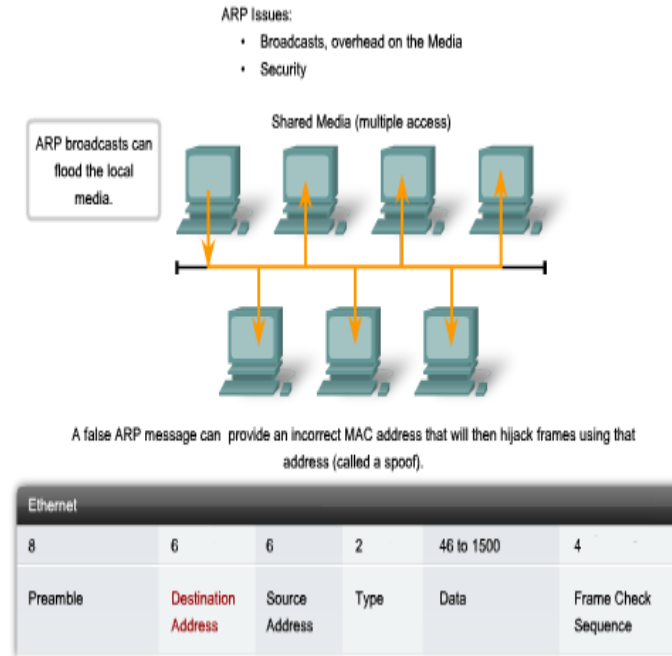 ARP Issues:
• Broadcasts, overhead on the Media
• Security
Shared Media (multiple access)
ARP broadcasts can
flood the local
media.
A false ARP message can provide an incorrect MAC address that will then hijack frames using that
address (called a spoof).
Ethernet
8 6 6 2 46 to 1500 4
Preamble Destination Source Type Data Frame Check
Address Address Sequence